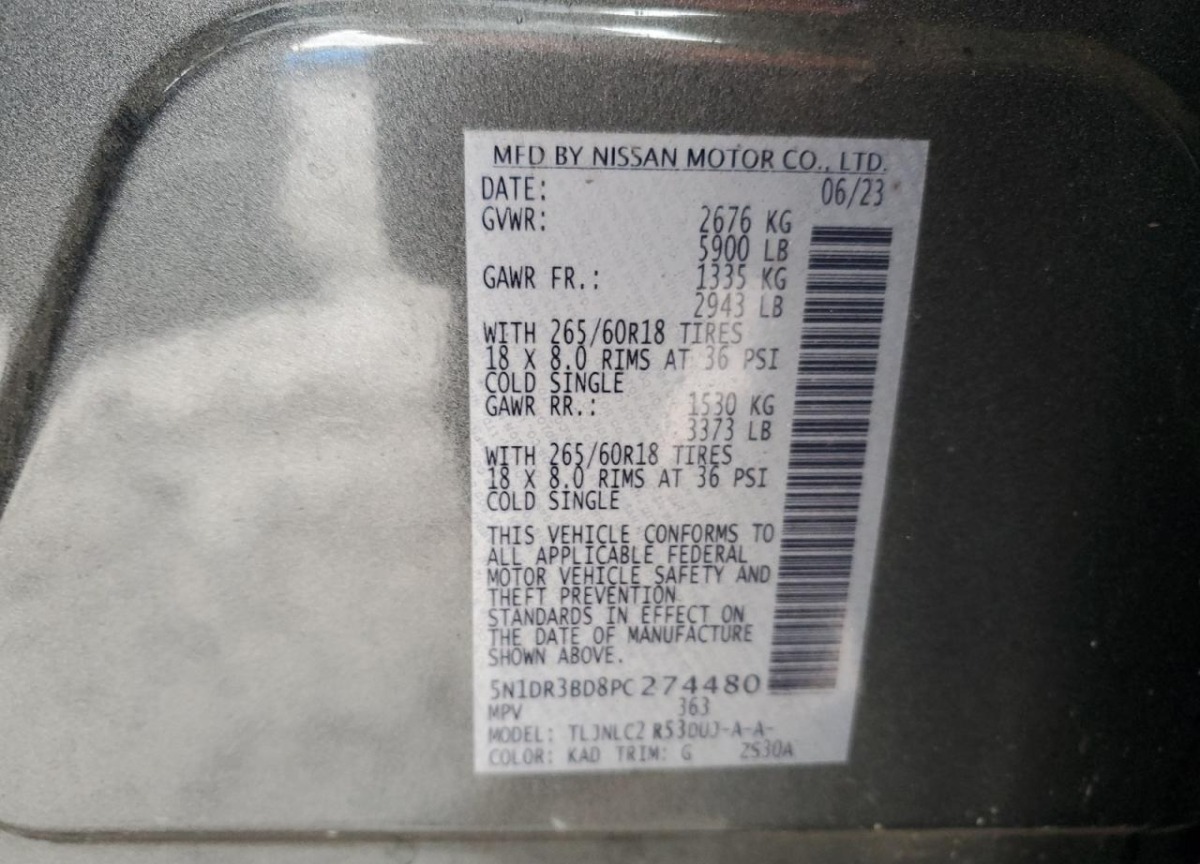 MFD BY NISSAN MOTOR CO., LTD.
DATE: 06/23
GVWR: 2676 KG
5900 LB
GAWR FR.: 1335 KG
2943 LB
WITH 265/60R18 TIRES
18 X 8.0 RIMS AT 36 PSI
COLD SINGLE
GAWR RR.: 1530 KG
3373 LB
WITH 265/60R18 TIRES
18 X 8.0 RIMS AT 36 PSI
COLD SINGLE
THIS VEHICLE CONFORMS TO
ALL APPLICABLE FEDERAL
MOTOR VEHICLE SAFETY AND
THEFT PREVENTION
STANDARDS IN EFFECT ON
THE DATE OF MANUFACTURE
SHOWN ABOVE.
5N1DR3BD8PC274480
MPV 363
MODEL: TLJNLC2 R53DUJ-A-A-
COLOR: KAD TRIM: G 2S30A